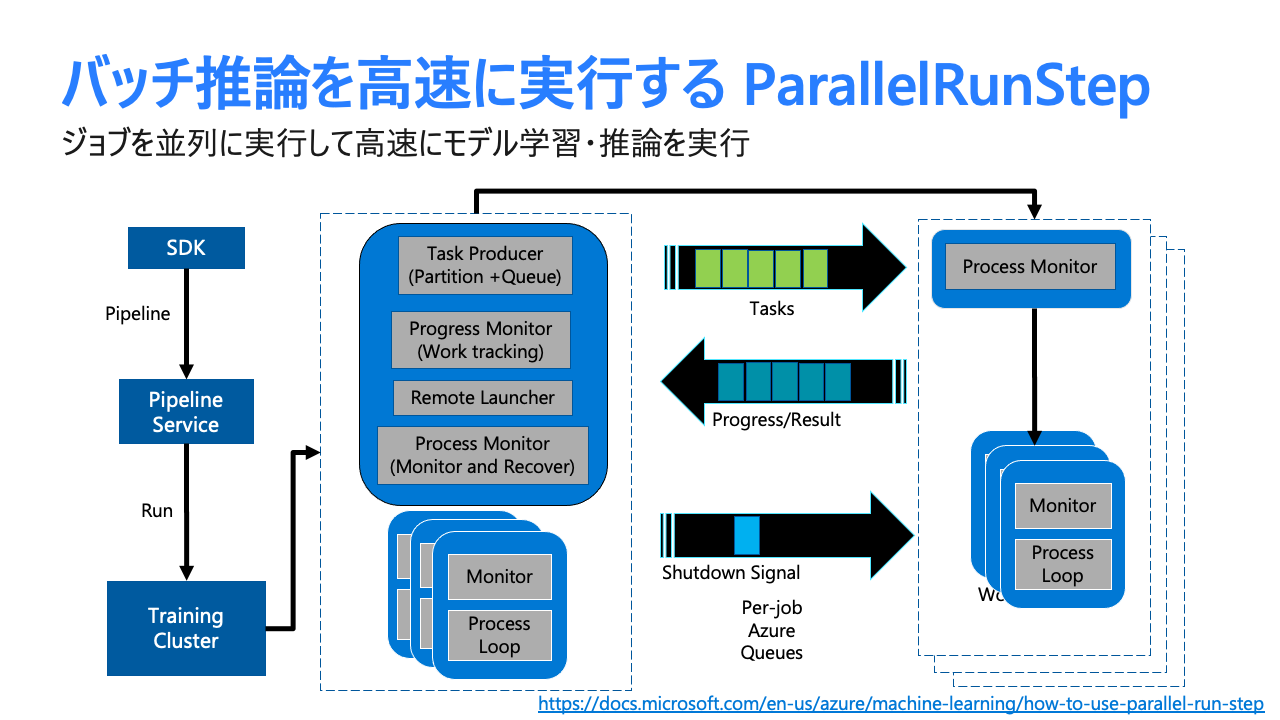 バッチ推論を高速に実行する ParallelRunStep
ジョブを並列に実行して高速にモデル学習・推論を実行
SDK
Pipeline
Pipeline
Service
Run
Training
Cluster
Task Producer
(Partition +Queue)
Progress Monitor
(Work tracking)
Remote Launcher
Process Monitor
(Monitor and Recover)
Monitor
Process
Loop
Tasks
Progress/Result
Shutdown Signal
Per-job
Azure
Queues
Process Monitor
Monitor
Process
Loop
https://docs.microsoft.com/en-us/azure/machine-learning/how-to-use-parallel-run-step